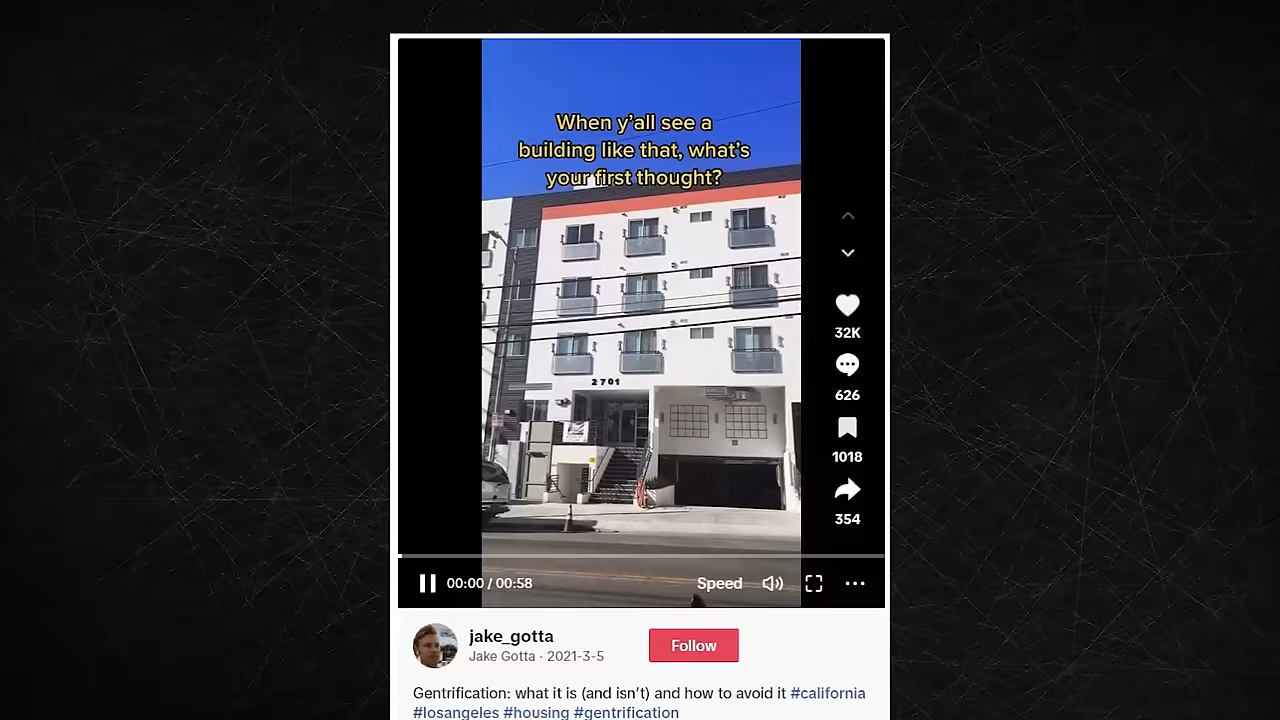 When y'all see a
building like that, what's
your first thought?
2701
32K
626
1018
354
00:00 / 00:58
Speed
jake_gotta
Jake Gotta · 2021-3-5
Follow
Gentrification: what it is (and isn't) and how to avoid it #california
#losangeles #housing #gentrification